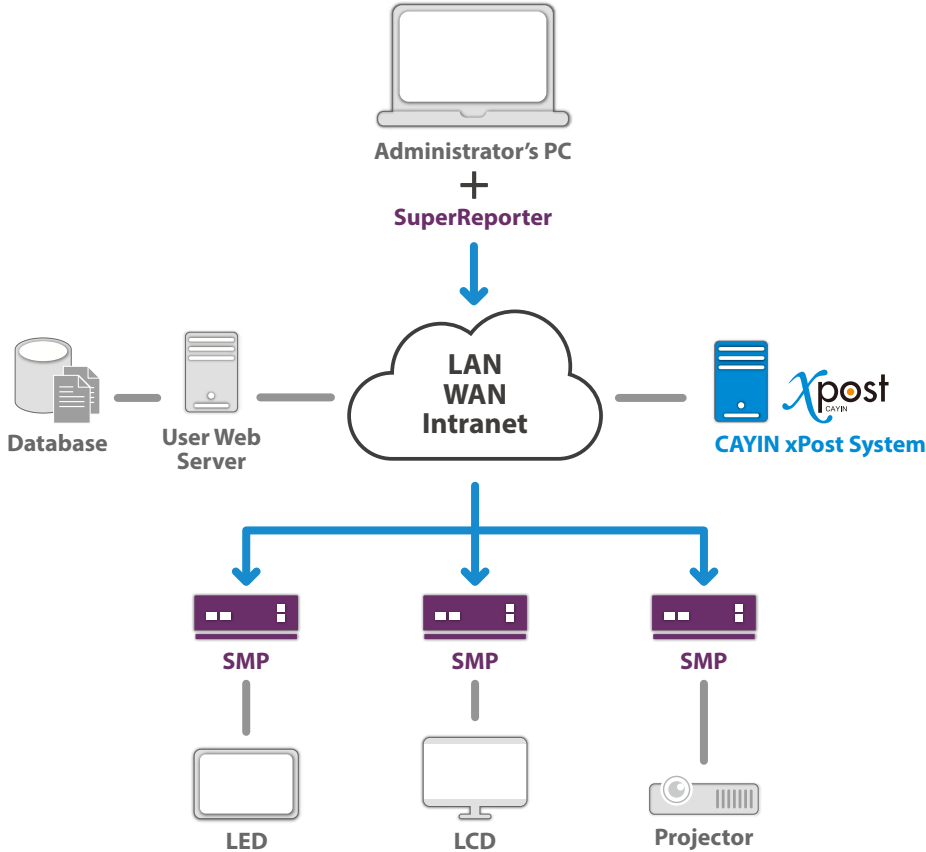 Administrator's PC
+
SuperReporter
LAN
WAN
Intranet
Database
User Web
Server
Xpost
CAYIN
CAYIN xPost System
SMP
SMP
SMP
LED
LCD
Projector